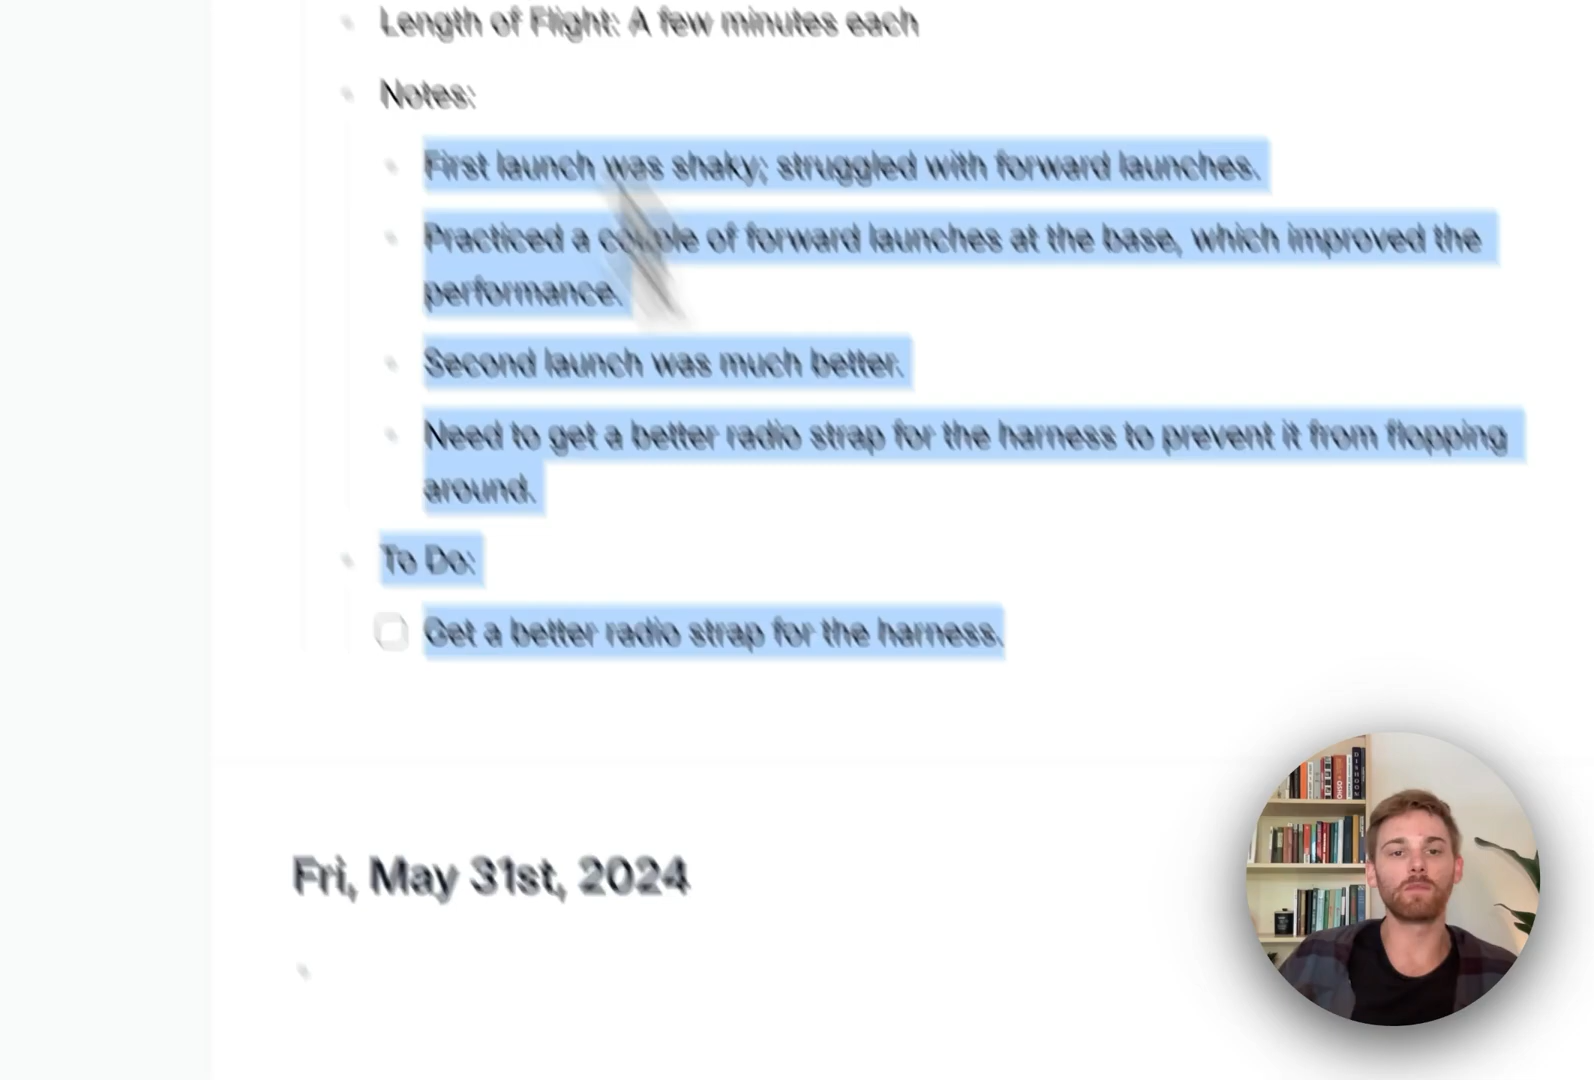 Length of Flight: A few minutes each
Notes:
First launch was shaky; struggled with forward launches.
Practiced a couple of forward launches at the base, which improved the
performance.
Second launch was much better.
Need to get a better radio strap for the harness to prevent it from flopping
around.
To Do:
Get a better radio strap for the harness.
Fri, May 31st, 2024